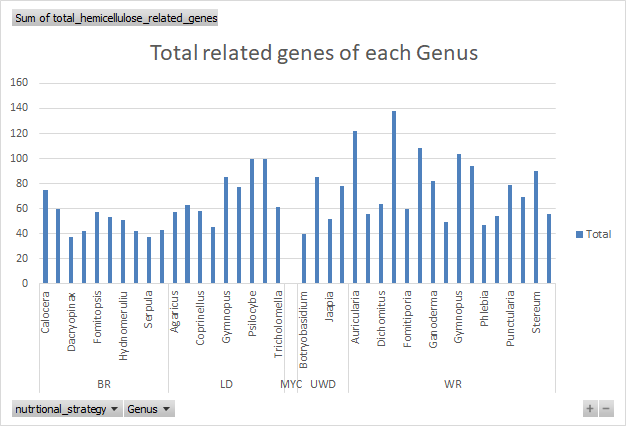 Sum of total_hemicellulose_related_genes
Total related genes of each Genus
160
140
120
100
80
60
40
20
0
Total
Calocera
Dacryopinax
Fomitopsis
Hydnomeruliu
Serpula
Agaricus
Coprinellus
Gymnopus
Psilocybe
Tricholomella
Botryobasidium
Jaapia
Auricularia
Dichomitus
Fomitiporia
Ganoderma
Gymnopus
Phlebia
Punctularia
Stereum
BR LD MYC UWD WR
nutrtional_strategy Genus
+ −